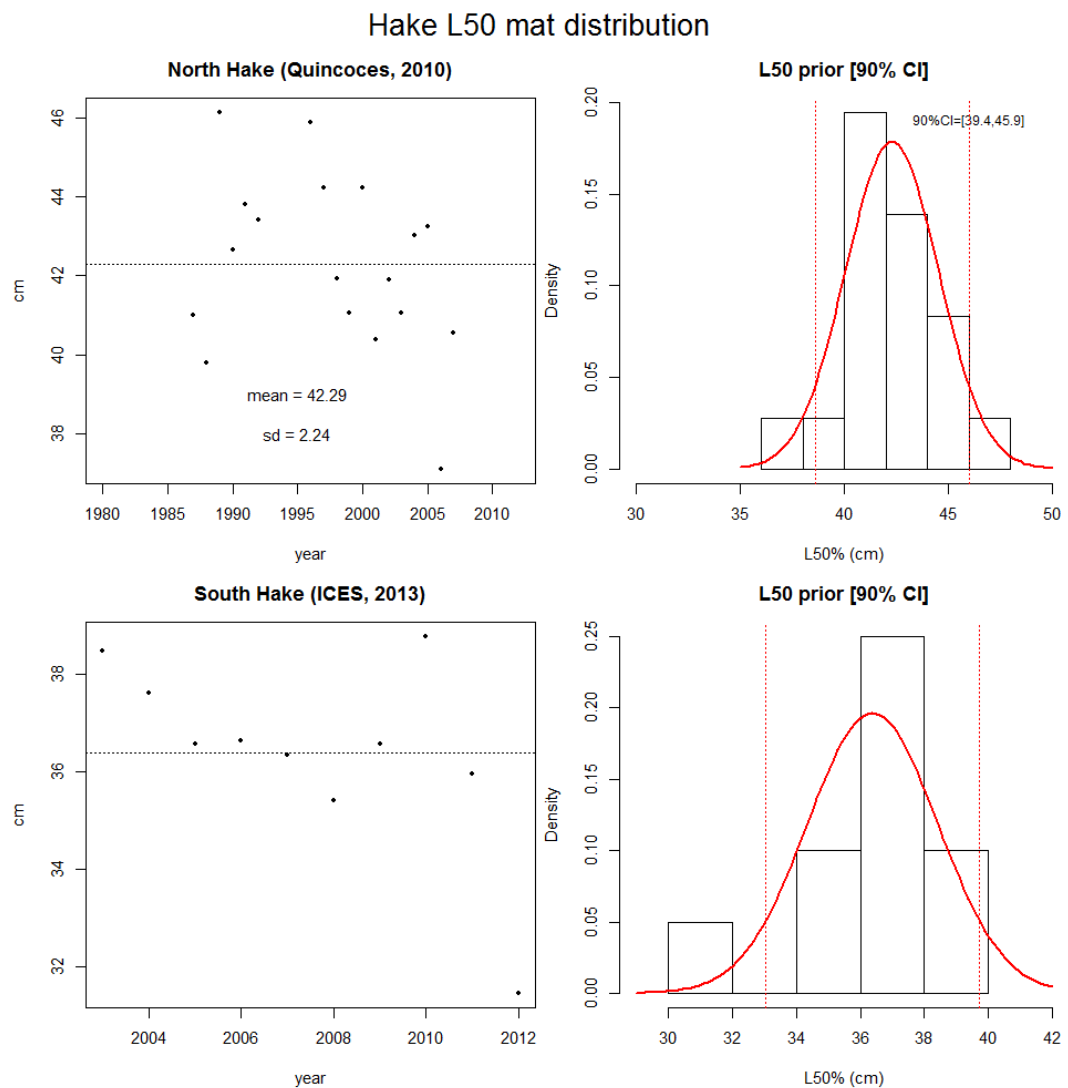 Hake L50 mat distribution
North Hake (Quincoces, 2010)
cm
46
44
42
40
38
mean = 42.29
sd = 2.24
1980 1985 1990 1995 2000 2005 2010
year
L50 prior [90% CI]
Density
0.20
0.15
0.10
0.05
0.00
90%CI=[39.4,45.9]
30 35 40 45 50
L50% (cm)
South Hake (ICES, 2013)
cm
38
36
34
32
2004 2006 2008 2010 2012
year
L50 prior [90% CI]
Density
0.25
0.20
0.15
0.10
0.05
0.00
30 32 34 36 38 40 42
L50% (cm)